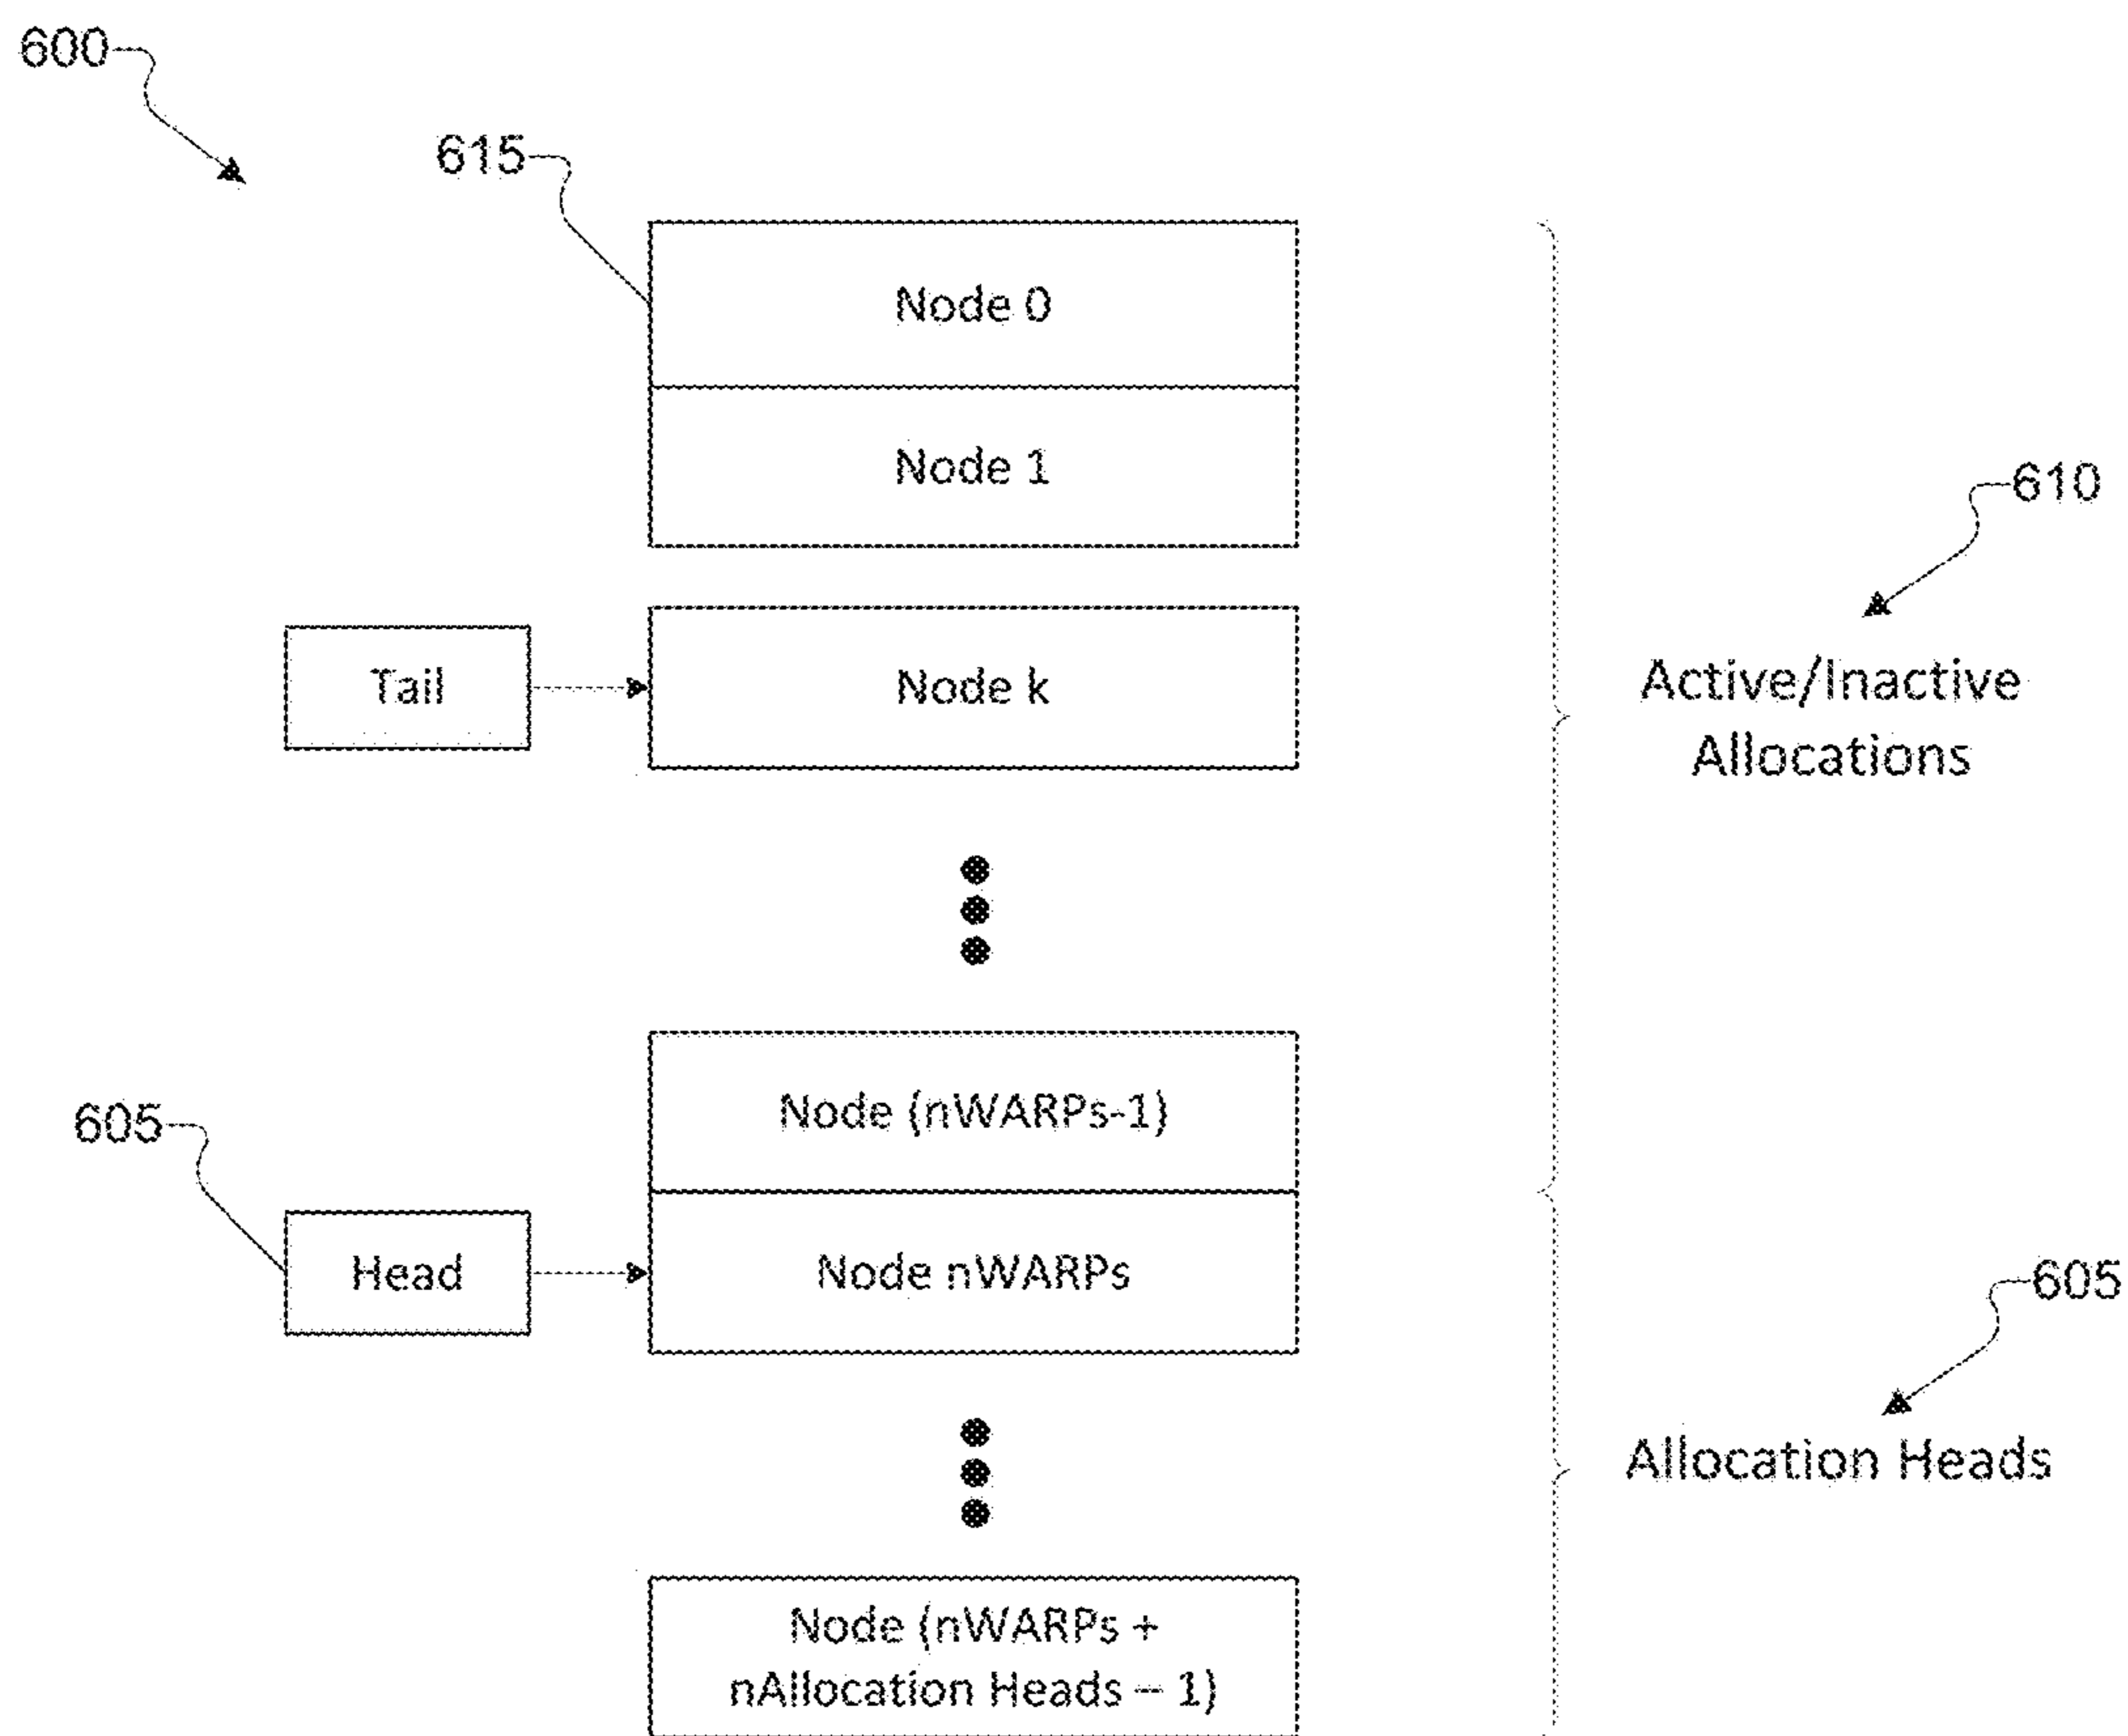 600
615
Node 0
Node 1
610
Tail
Node k
Active/Inactive
Allocations
Node (nWARPs-1)
605
Head
Node nWARPs
605
Allocation Heads
Node (nWARPs +
nAllocation Heads – 1)